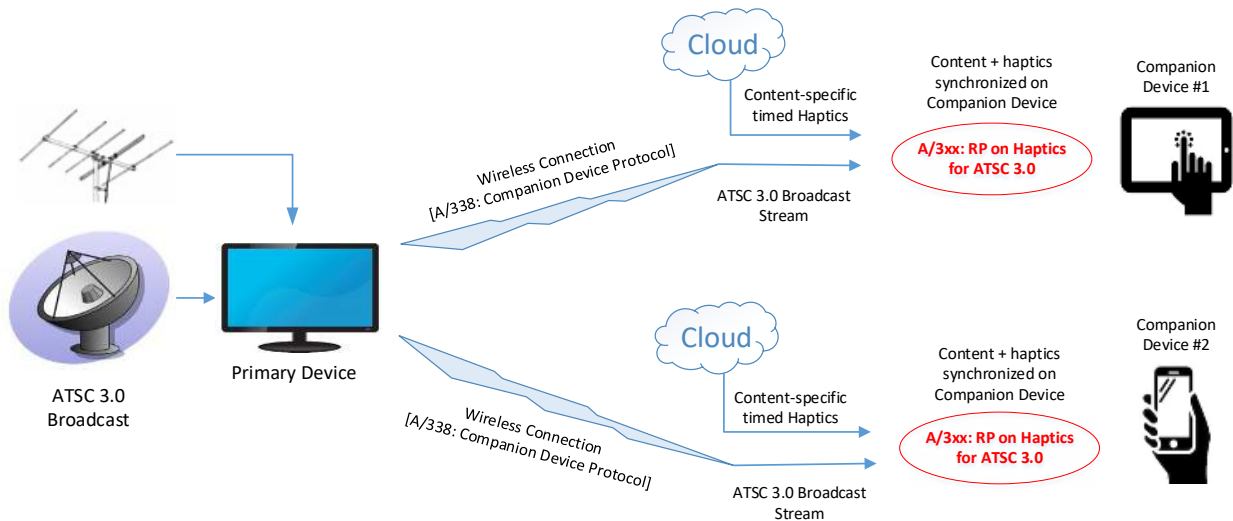 Cloud
Content-specific
timed Haptics
Content + haptics
synchronized on
Companion Device
Companion
Device #1
A/3xx: RP on Haptics
for ATSC 3.0
Wireless Connection
[A/338: Companion Device Protocol]
ATSC 3.0 Broadcast
Stream
Primary Device
ATSC 3.0
Broadcast
Cloud
Content-specific
timed Haptics
Content + haptics
synchronized on
Companion Device
Companion
Device #2
A/3xx: RP on Haptics
for ATSC 3.0
Wireless Connection
[A/338: Companion Device Protocol]
ATSC 3.0 Broadcast
Stream